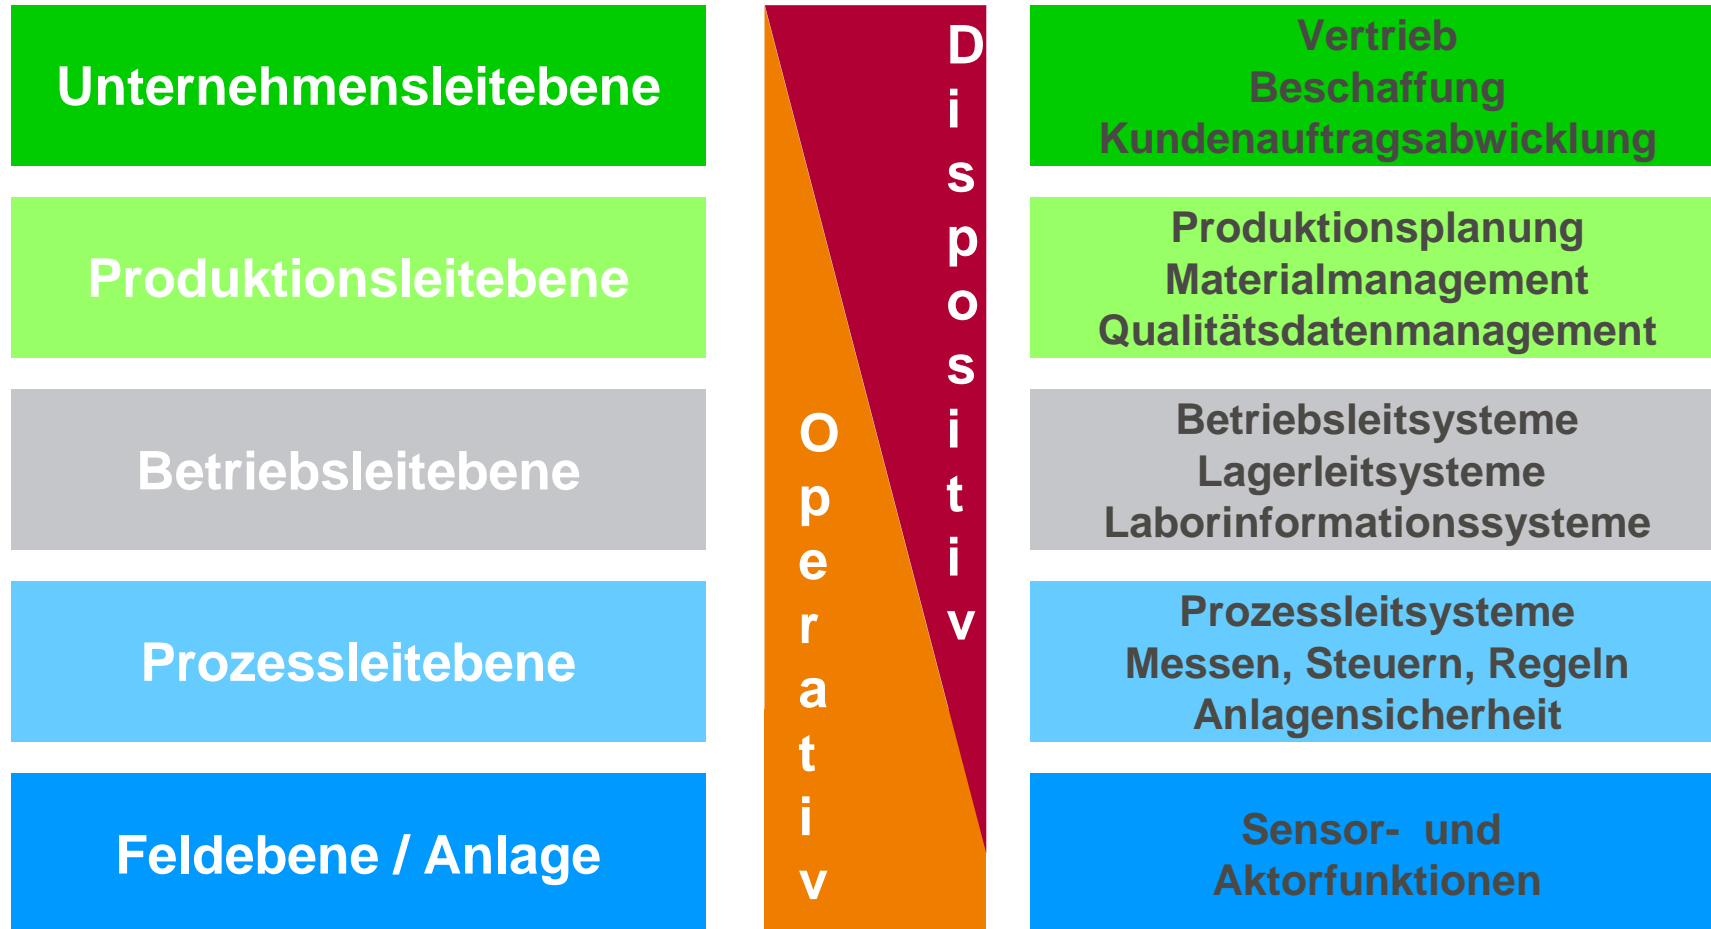 Unternehmensleitebene
Vertrieb
Beschaffung
Kundenauftragsabwicklung
Produktionsleitebene
Produktionsplanung
Materialmanagement
Qualitätsdatenmanagement
Betriebsleitebene
Betriebsleitsysteme
Lagerleitsysteme
Laborinformationssysteme
Prozessleitebene
Prozessleitsysteme
Messen, Steuern, Regeln
Anlagensicherheit
Feldebene / Anlage
Sensor- und
Aktorfunktionen
Operativ
Dispositiv